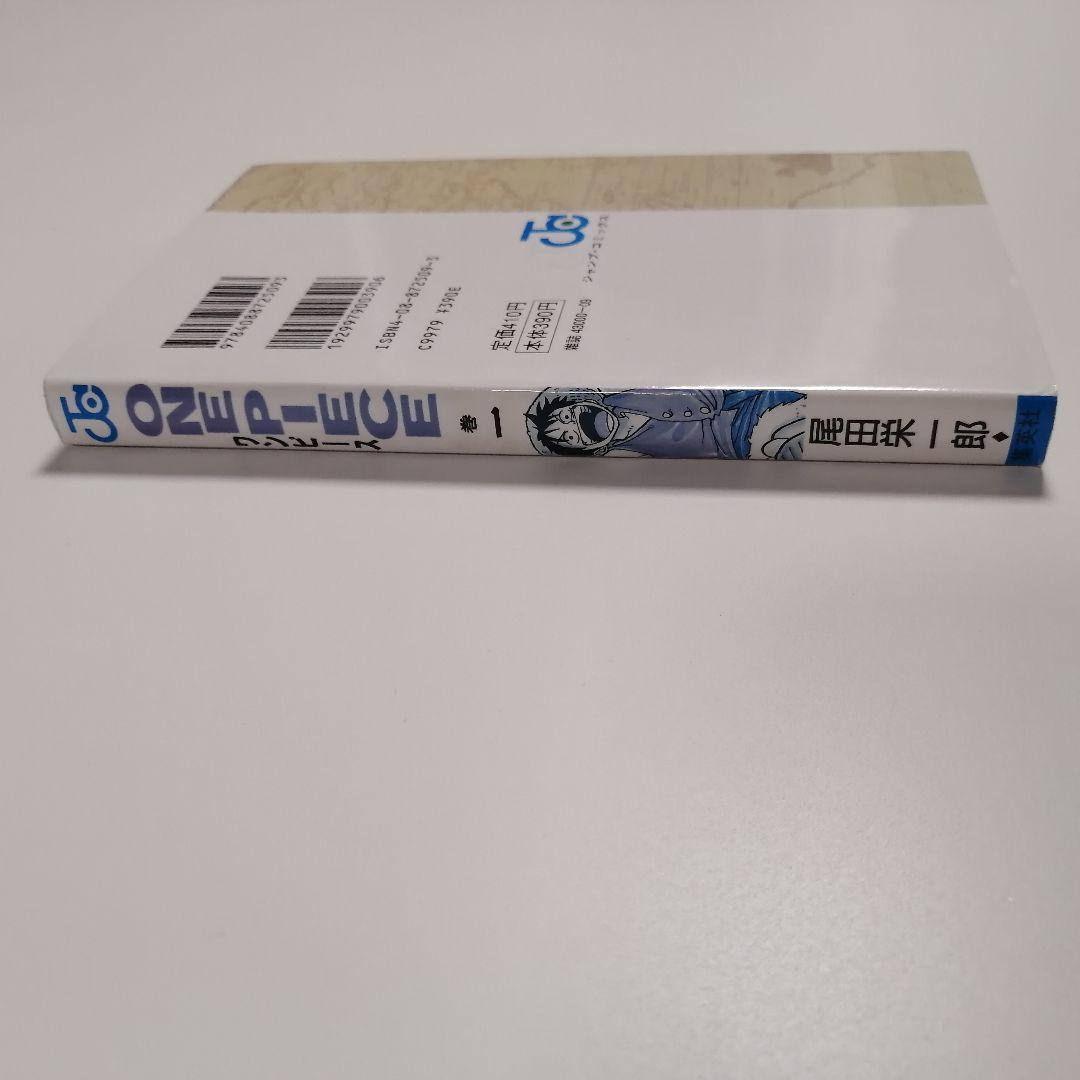 JC
ジャンプ・コミックス
9784088725093
1929979003906
ISBN4-08-872509-3
C9979 ¥390E
定価410円
本体390円
雑誌 43000—09
JC
ONE PIECE
ワンピース
巻一
尾田栄一郎
集英社